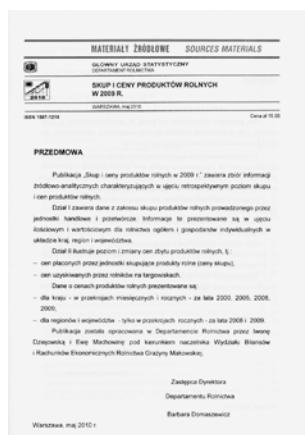 MATERIAŁY ŹRÓDŁOWE SOURCES MATERIALS
GŁÓWNY URZĄD STATYSTYCZNY
DEPARTAMENT ROLNICTWA
SKUP I CENY PRODUKTÓW ROLNYCH
W 2009 R.
2010
WARSZAWA, maj 2010
ISSN 1507-1219 Cena zł 15.00
PRZEDMOWA
Publikacja „Skup i ceny produktów rolnych w 2009 r.” zawiera zbiór informacji
źródłowo-analitycznych charakteryzujących w ujęciu retrospektywnym poziom skupu
i cen produktów rolnych.
Dział I zawiera dane z zakresu skupu produktów rolnych prowadzonego przez
jednostki handlowe i przetwórcze. Informacje te prezentowane są w ujęciu
ilościowym i wartościowym dla rolnictwa ogółem i gospodarstw indywidualnych w
układzie kraj, region i województwa.
Dział II ilustruje poziom i zmiany cen zbytu produktów rolnych, tj.:
– cen płaconych przez jednostki skupujące produkty rolne (ceny skupu),
– cen uzyskiwanych przez rolników na targowiskach.
Dane o cenach produktów rolnych prezentowane są:
– dla kraju - w przekrojach miesięcznych i rocznych - za lata 2000, 2005, 2008,
2009;
– dla regionów i województw - tylko w przekrojach rocznych - za lata 2008 i 2009.
Publikacja została opracowana w Departamencie Rolnictwa przez Iwonę
i Ewę Machowinę pod kierunkiem naczelnika Wydziału Bilansów
i Rachunków Ekonomicznych Rolnictwa Grażyny Makowskiej.
Zastępca Dyrektora
Departamentu Rolnictwa
Barbara Domaszewicz
Warszawa, maj 2010 r.